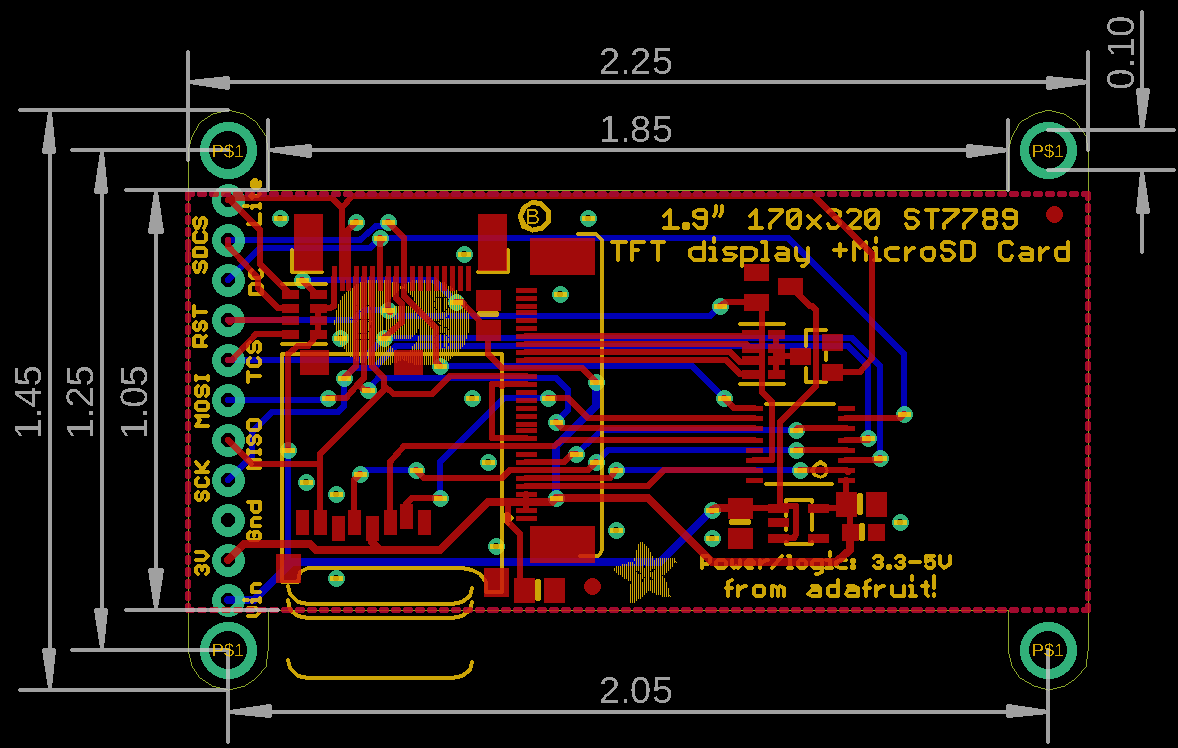 2.25
0.10
1.85
P$1
P$1
Lite
B
1.9" 170x320 ST7789
TFT display +MicroSD Card
SDCS
RST
TCS
MOSI
MISO
SCK
Gnd
3V
Vin
1.45
1.25
1.05
Power/logic: 3.3-5V
from adafruit!
P$1
P$1
2.05